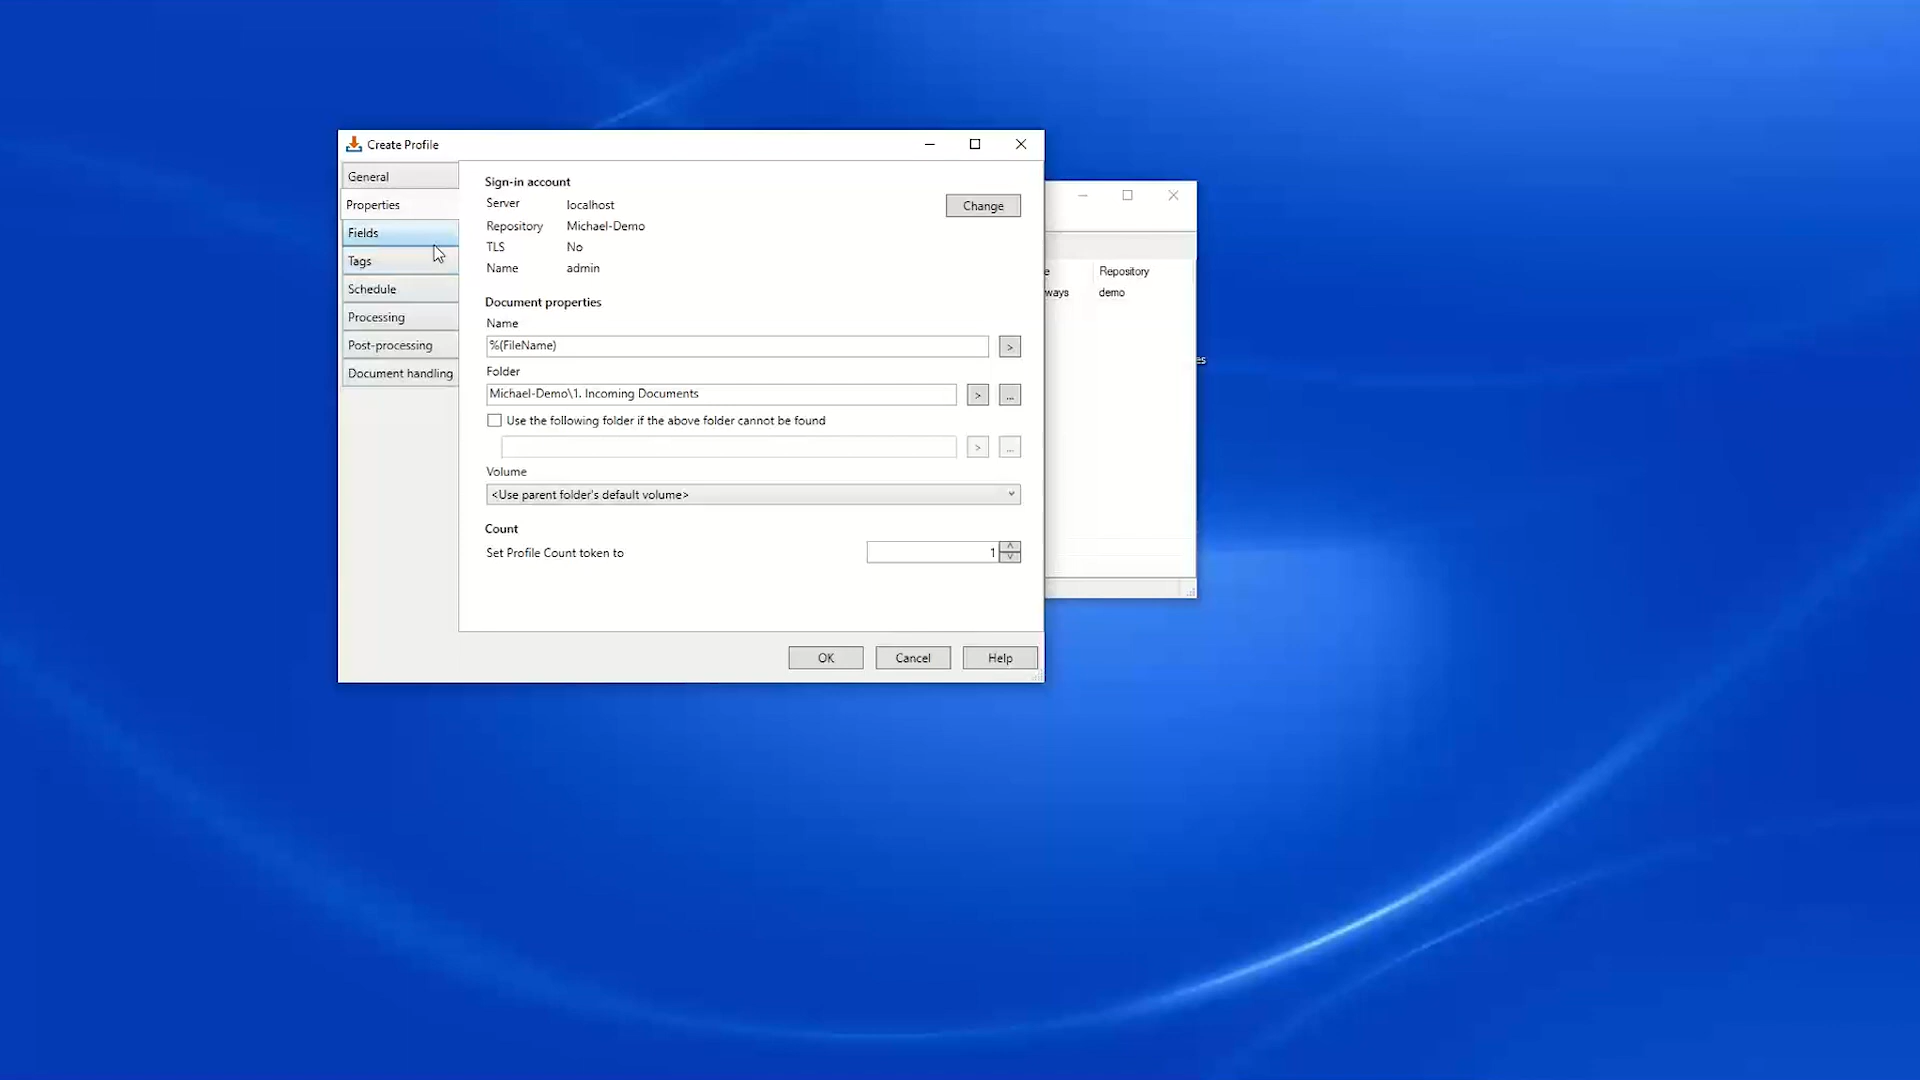 Create Profile
General
Properties
Fields
Tags
Schedule
Processing
Post-processing
Document handling
Sign-in account
Server localhost
Change
Repository Michael-Demo
TLS No
Name admin
Document properties
Name
%(FileName)
>
Folder
Michael-Demo\1. Incoming Documents
> ...
Use the following folder if the above folder cannot be found
> ...
Volume
<Use parent folder's default volume>
Count
Set Profile Count token to 1
OK Cancel Help
e Repository
ways demo
es